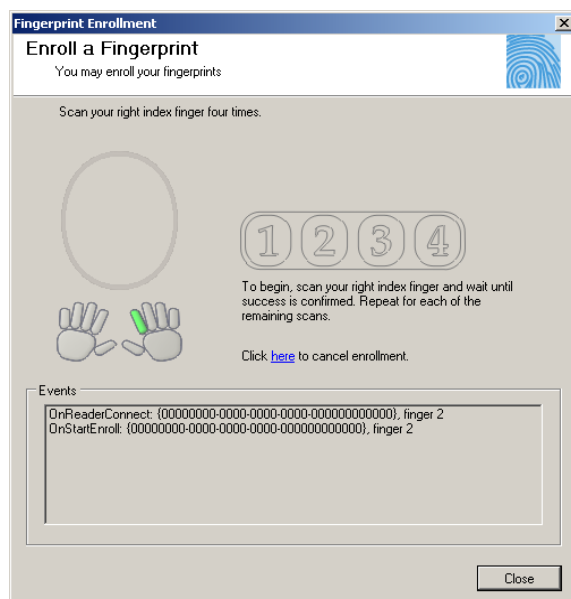 Fingerprint Enrollment
Enroll a Fingerprint
You may enroll your fingerprints
Scan your right index finger four times.
1 2 3 4
To begin, scan your right index finger and wait until
success is confirmed. Repeat for each of the
remaining scans.
Click here to cancel enrollment.
Events
OnReaderConnect: {00000000-0000-0000-0000-000000000000}, finger 2
OnStartEnroll: {00000000-0000-0000-0000-000000000000}, finger 2
Close